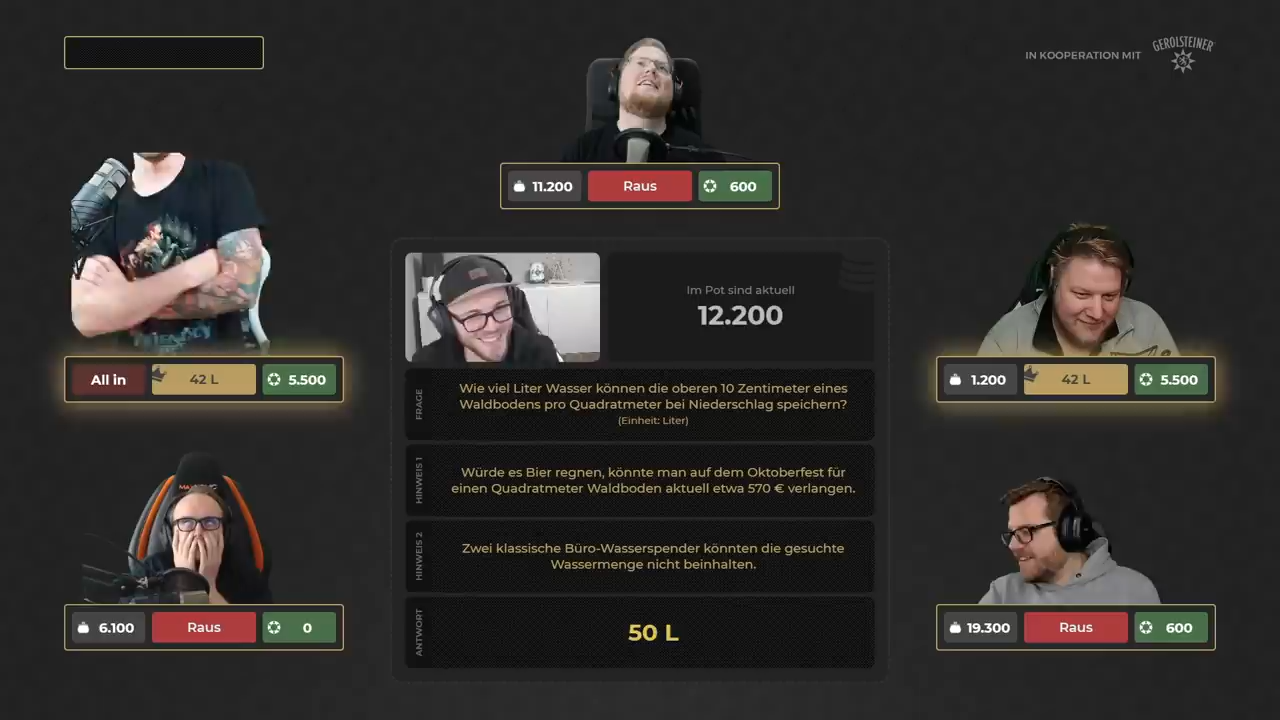 IN KOOPERATION MIT
GEROLSTEINER
11.200
Raus
600
Im Pot sind aktuell
12.200
All in
42 L
5.500
1.200
42 L
5.500
FRAGE
Wie viel Liter Wasser können die oberen 10 Zentimeter eines
Waldbodens pro Quadratmeter bei Niederschlag speichern?
(Einheit: Liter)
HINWEIS 1
Würde es Bier regnen, könnte man auf dem Oktoberfest für
einen Quadratmeter Waldboden aktuell etwa 570 € verlangen.
HINWEIS 2
Zwei klassische Büro-Wasserspender könnten die gesuchte
Wassermenge nicht beinhalten.
ANTWORT
50 L
6.100
Raus
0
19.300
Raus
600